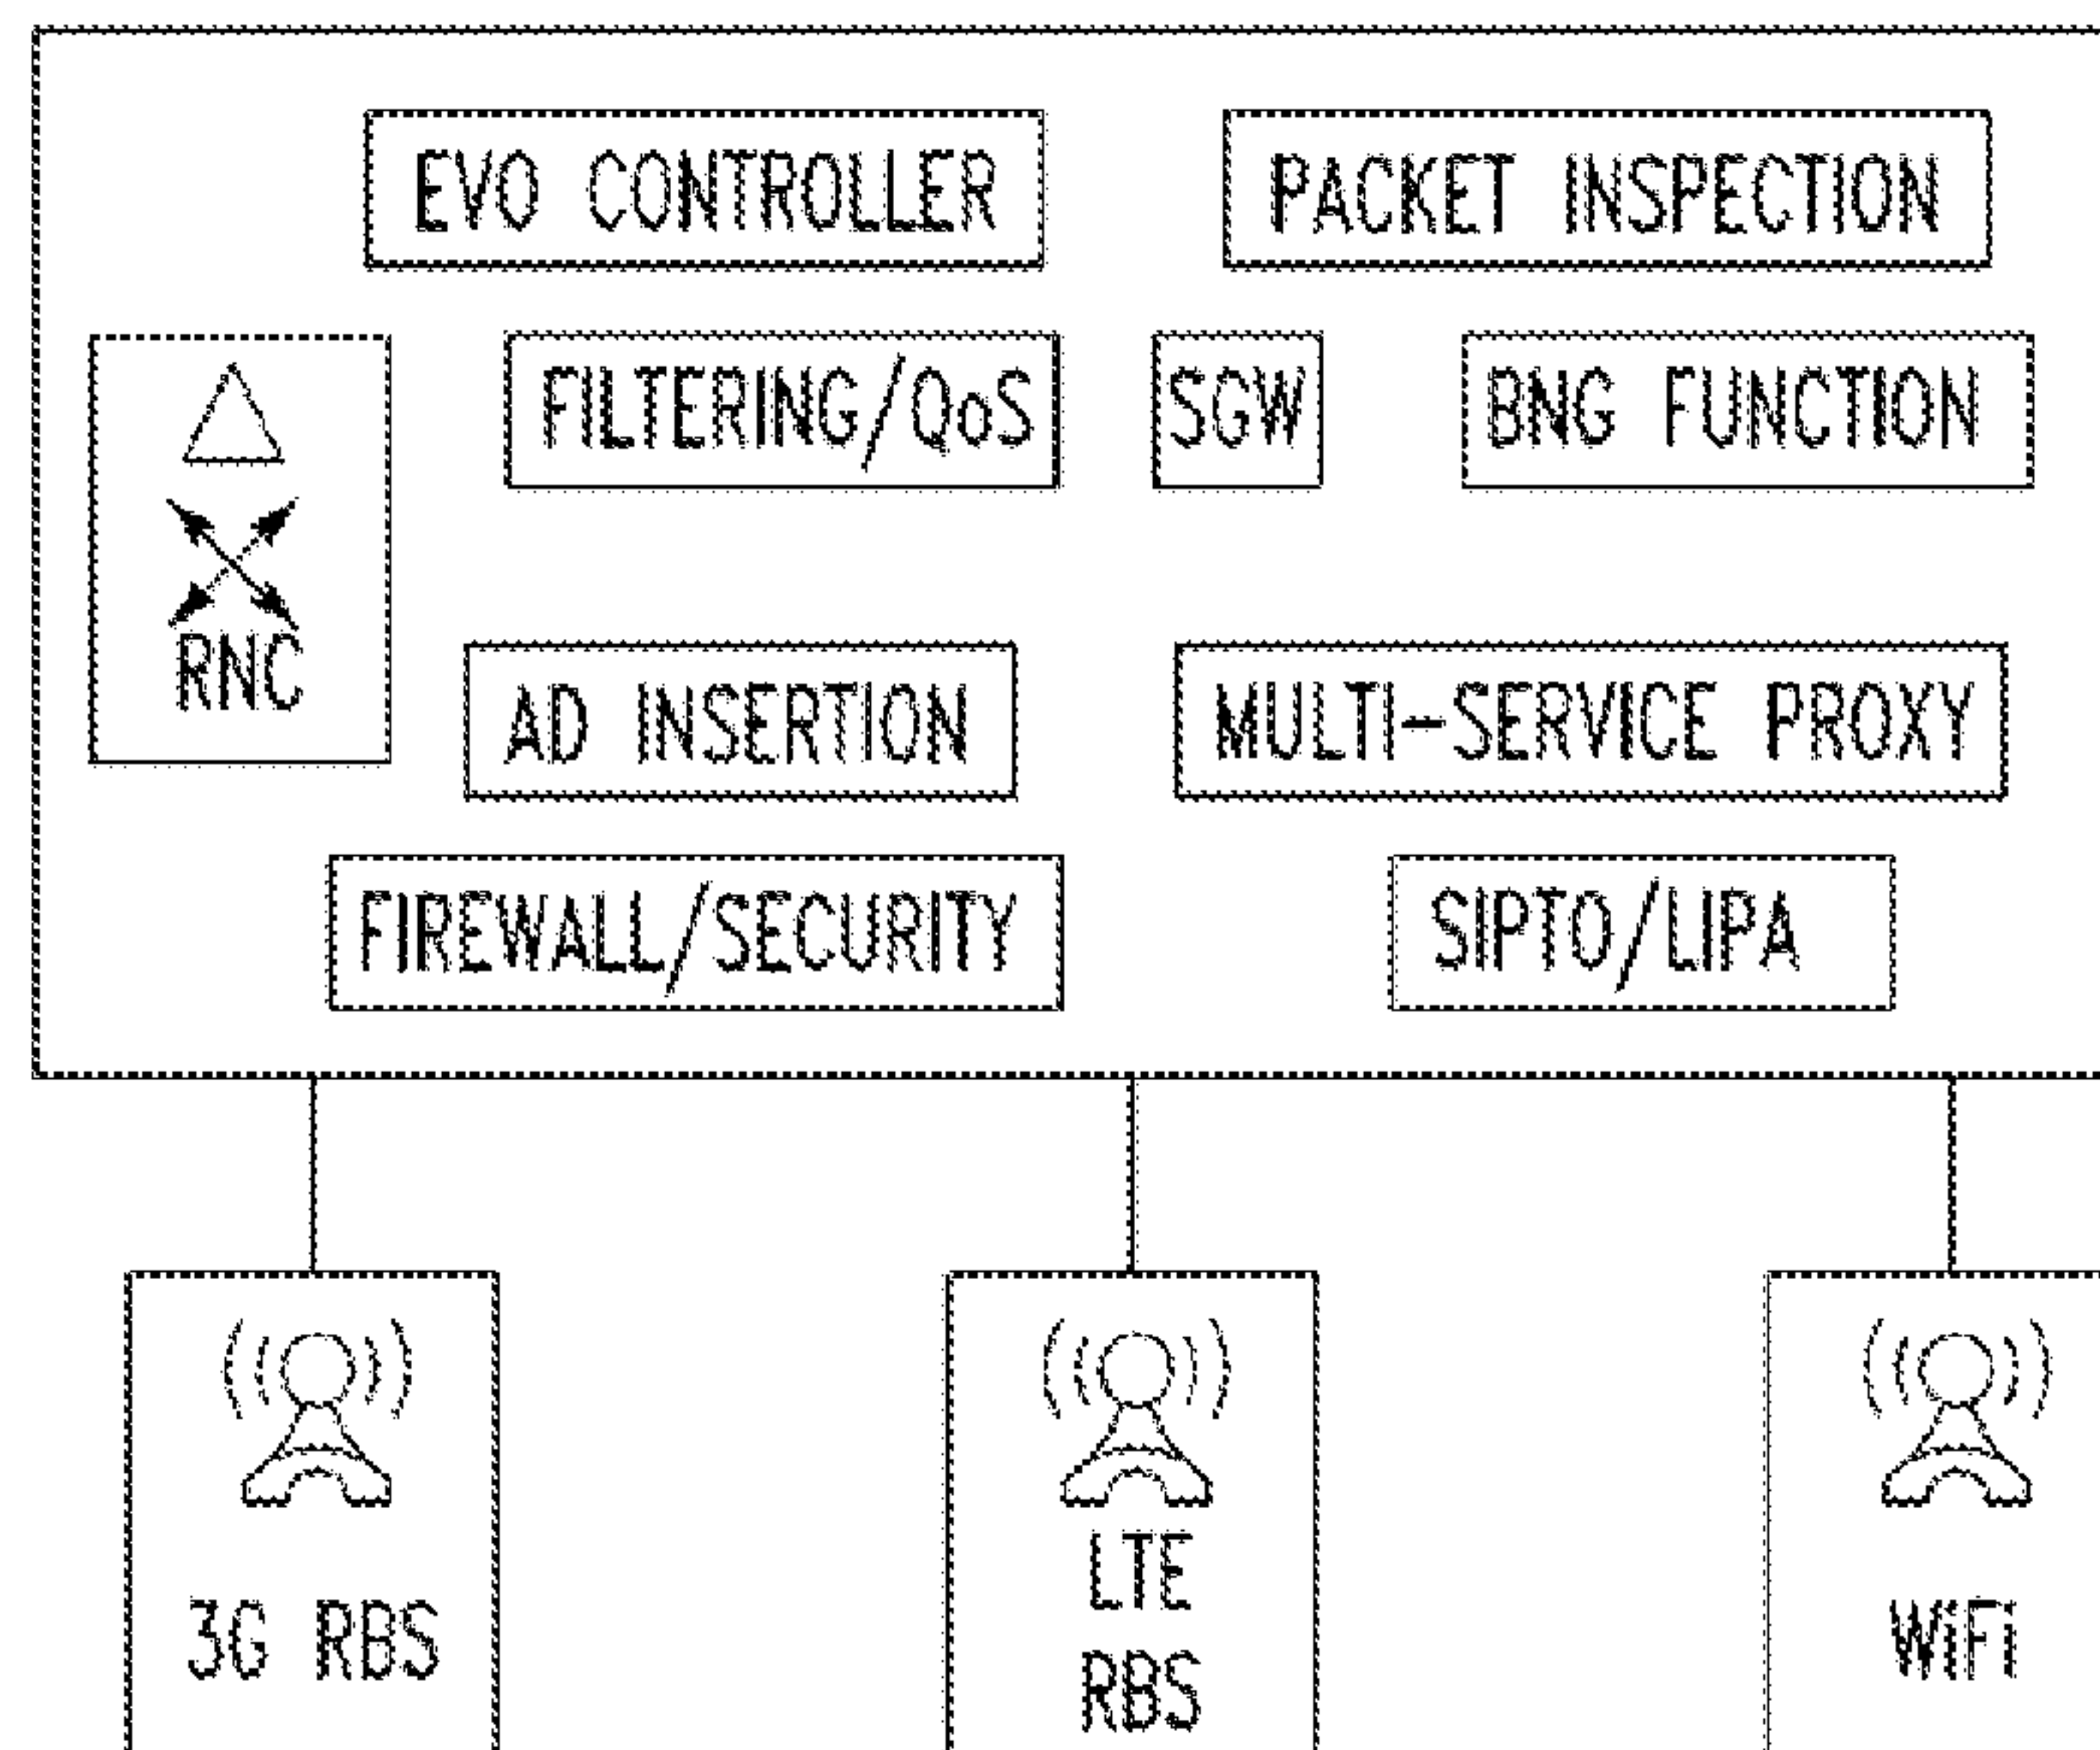 EVO CONTROLLER
PACKET INSPECTION
FILTERING/QoS
SGW
BNG FUNCTION
RNC
AD INSERTION
MULTI-SERVICE PROXY
FIREWALL/SECURITY
SIPTO/LIPA
3G RBS
LTE
RBS
WiFi